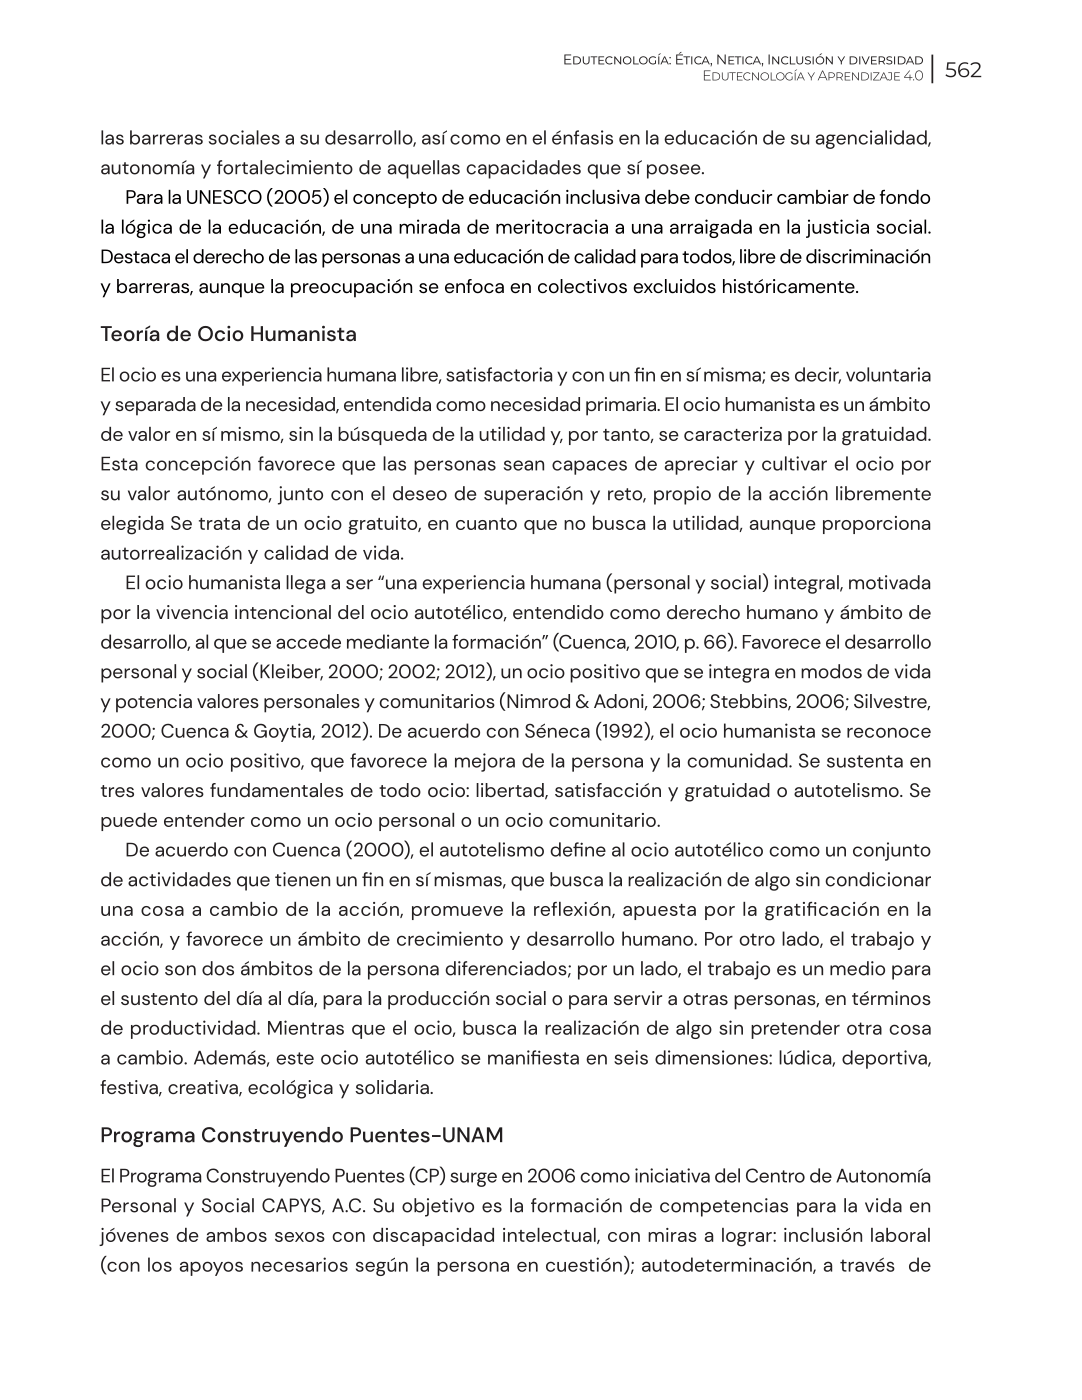 Edutecnología: Ética, Netica, Inclusión y diversidad
Edutecnología y Aprendizaje 4.0
562
las barreras sociales a su desarrollo, así como en el énfasis en la educación de su agencialidad,
autonomía y fortalecimiento de aquellas capacidades que sí posee.
Para la UNESCO (2005) el concepto de educación inclusiva debe conducir cambiar de fondo
la lógica de la educación, de una mirada de meritocracia a una arraigada en la justicia social.
Destaca el derecho de las personas a una educación de calidad para todos, libre de discriminación
y barreras, aunque la preocupación se enfoca en colectivos excluidos históricamente.
Teoría de Ocio Humanista
El ocio es una experiencia humana libre, satisfactoria y con un fin en sí misma; es decir, voluntaria
y separada de la necesidad, entendida como necesidad primaria. El ocio humanista es un ámbito
de valor en sí mismo, sin la búsqueda de la utilidad y, por tanto, se caracteriza por la gratuidad.
Esta concepción favorece que las personas sean capaces de apreciar y cultivar el ocio por
su valor autónomo, junto con el deseo de superación y reto, propio de la acción libremente
elegida Se trata de un ocio gratuito, en cuanto que no busca la utilidad, aunque proporciona
autorrealización y calidad de vida.
El ocio humanista llega a ser “una experiencia humana (personal y social) integral, motivada
por la vivencia intencional del ocio autotélico, entendido como derecho humano y ámbito de
desarrollo, al que se accede mediante la formación” (Cuenca, 2010, p. 66). Favorece el desarrollo
personal y social (Kleiber, 2000; 2002; 2012), un ocio positivo que se integra en modos de vida
y potencia valores personales y comunitarios (Nimrod & Adoni, 2006; Stebbins, 2006; Silvestre,
2000; Cuenca & Goytia, 2012). De acuerdo con Séneca (1992), el ocio humanista se reconoce
como un ocio positivo, que favorece la mejora de la persona y la comunidad. Se sustenta en
tres valores fundamentales de todo ocio: libertad, satisfacción y gratuidad o autotelismo. Se
puede entender como un ocio personal o un ocio comunitario.
De acuerdo con Cuenca (2000), el autotelismo define al ocio autotélico como un conjunto
de actividades que tienen un fin en sí mismas, que busca la realización de algo sin condicionar
una cosa a cambio de la acción, promueve la reflexión, apuesta por la gratificación en la
acción, y favorece un ámbito de crecimiento y desarrollo humano. Por otro lado, el trabajo y
el ocio son dos ámbitos de la persona diferenciados; por un lado, el trabajo es un medio para
el sustento del día al día, para la producción social o para servir a otras personas, en términos
de productividad. Mientras que el ocio, busca la realización de algo sin pretender otra cosa
a cambio. Además, este ocio autotélico se manifiesta en seis dimensiones: lúdica, deportiva,
festiva, creativa, ecológica y solidaria.
Programa Construyendo Puentes-UNAM
El Programa Construyendo Puentes (CP) surge en 2006 como iniciativa del Centro de Autonomía
Personal y Social CAPYS, A.C. Su objetivo es la formación de competencias para la vida en
jóvenes de ambos sexos con discapacidad intelectual, con miras a lograr: inclusión laboral
(con los apoyos necesarios según la persona en cuestión); autodeterminación, a través de